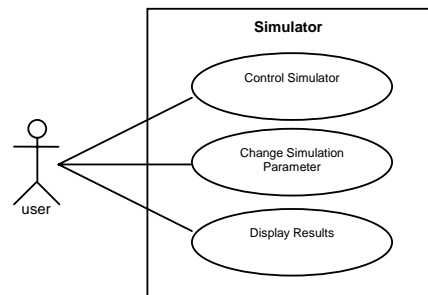 Simulator
Control Simulator
Change Simulation
Parameter
user
Display Results